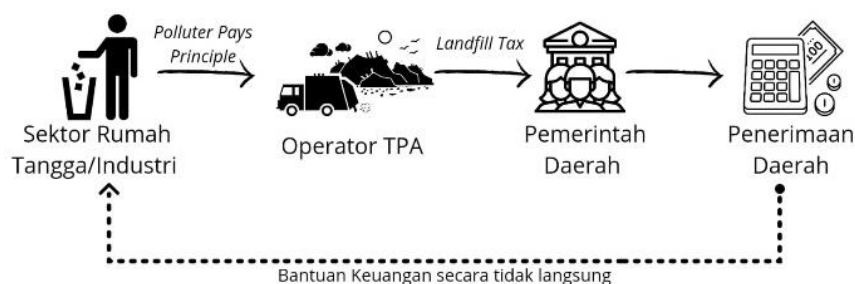 Polluter Pays
Principle
Landfill Tax
Sektor Rumah
Tangga/Industri
Operator TPA
Pemerintah
Daerah
Penerimaan
Daerah
100
Bantuan Keuangan secara tidak langsung